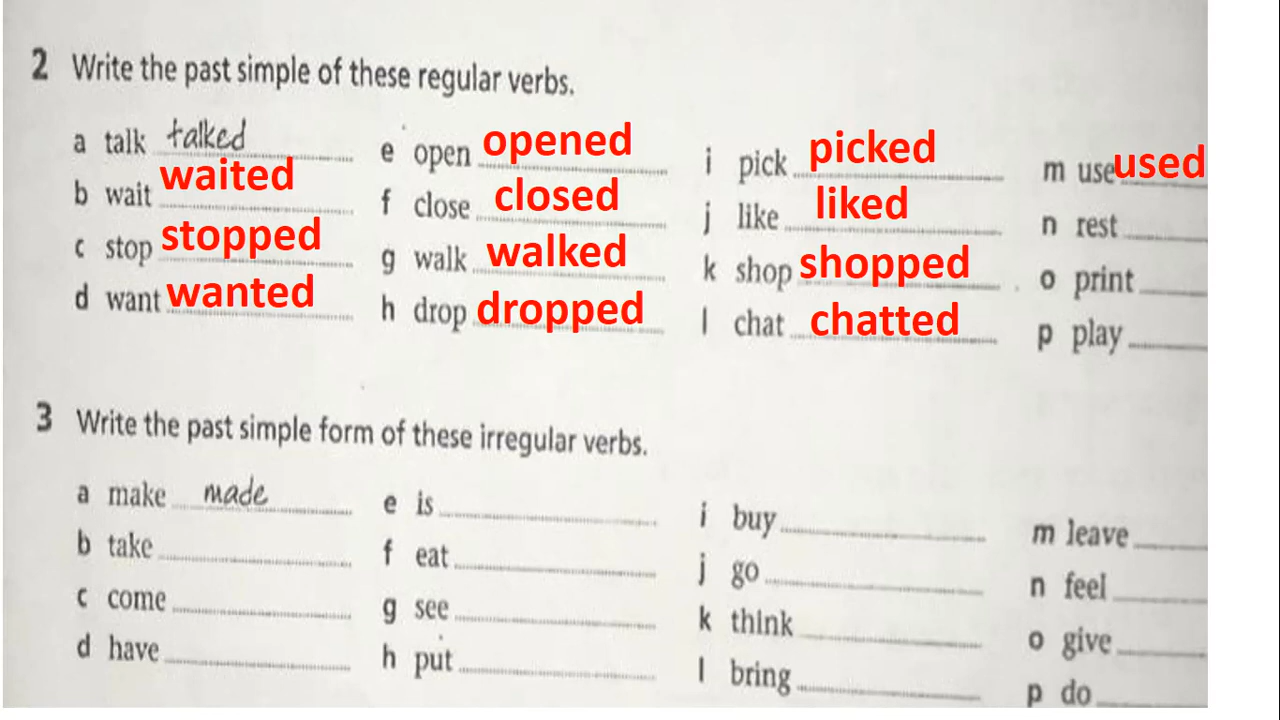 2 Write the past simple of these regular verbs.
a talk talked e open opened i pick picked m use used
b wait waited f close closed j like liked n rest
c stop stopped g walk walked k shop shopped o print
d want wanted h drop dropped l chat chatted p play
3 Write the past simple form of these irregular verbs.
a make made e is i buy m leave
b take f eat j go n feel
c come g see k think o give
d have h put l bring p do